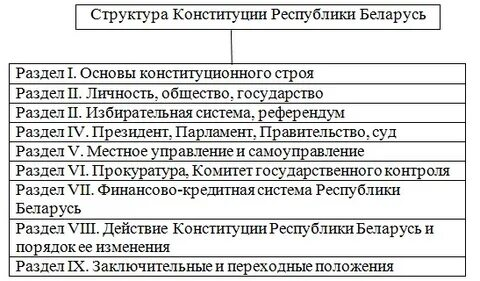 Структура Конституции Республики Беларусь
Раздел I. Основы конституционного строя
Раздел II. Личность, общество, государство
Раздел II. Избирательная система, референдум
Раздел IV. Президент, Парламент, Правительство, суд
Раздел V. Местное управление и самоуправление
Раздел VI. Прокуратура, Комитет государственного контроля
Раздел VII. Финансово-кредитная система Республики
Беларусь
Раздел VIII. Действие Конституции Республики Беларусь и
порядок ее изменения
Раздел IX. Заключительные и переходные положения